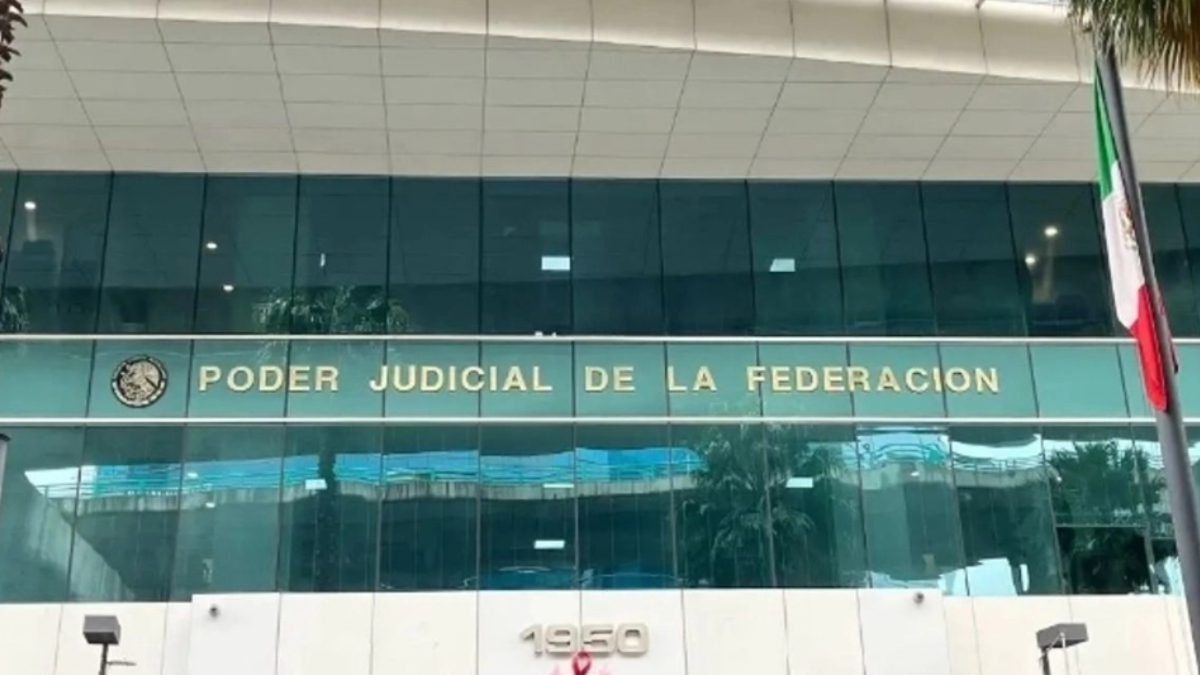 PODER JUDICIAL DE LA FEDERACION
1950